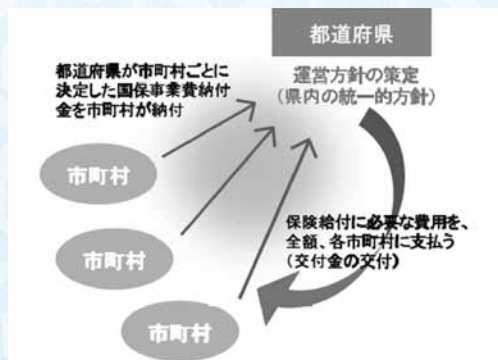 都道府県
都道府県が市町村ごとに
決定した国保事業費納付
金を市町村が納付
運営方針の策定
(県内の統一的方針)
市町村
市町村
市町村
保険給付に必要な費用を、
全額、各市町村に支払う
(交付金の交付)